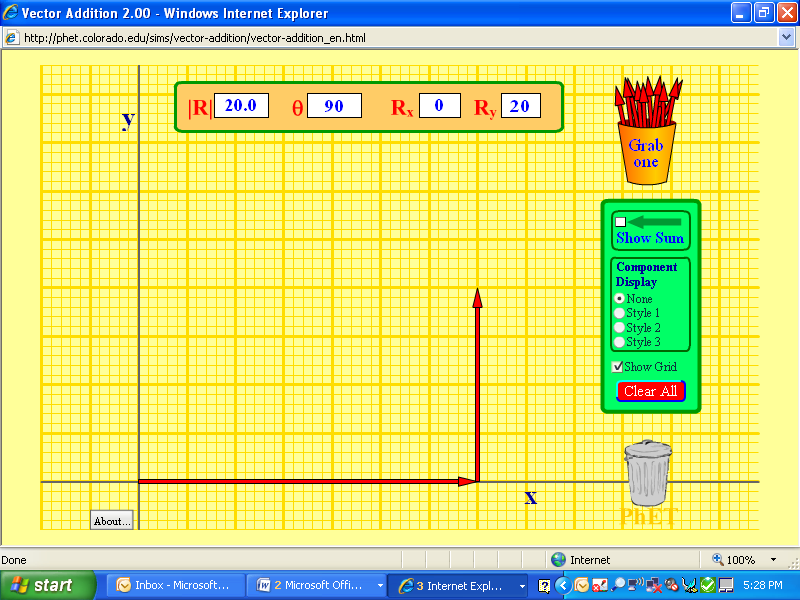 Vector Addition 2.00 - Windows Internet Explorer
http://phet.colorado.edu/sims/vector-addition/vector-addition_en.html
|R| 20.0 θ 90 Rx 0 Ry 20
y
Grab
one
Show Sum
Component
Display
None
Style 1
Style 2
Style 3
Show Grid
Clear All
x
PhET
About...
Done Internet 100%
start Inbox - Microsoft... 2 Microsoft Offi... 3 Internet Expl... ? 5:28 PM